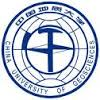 中国地质大学
CHINA UNIVERSITY OF GEOSCIENCES